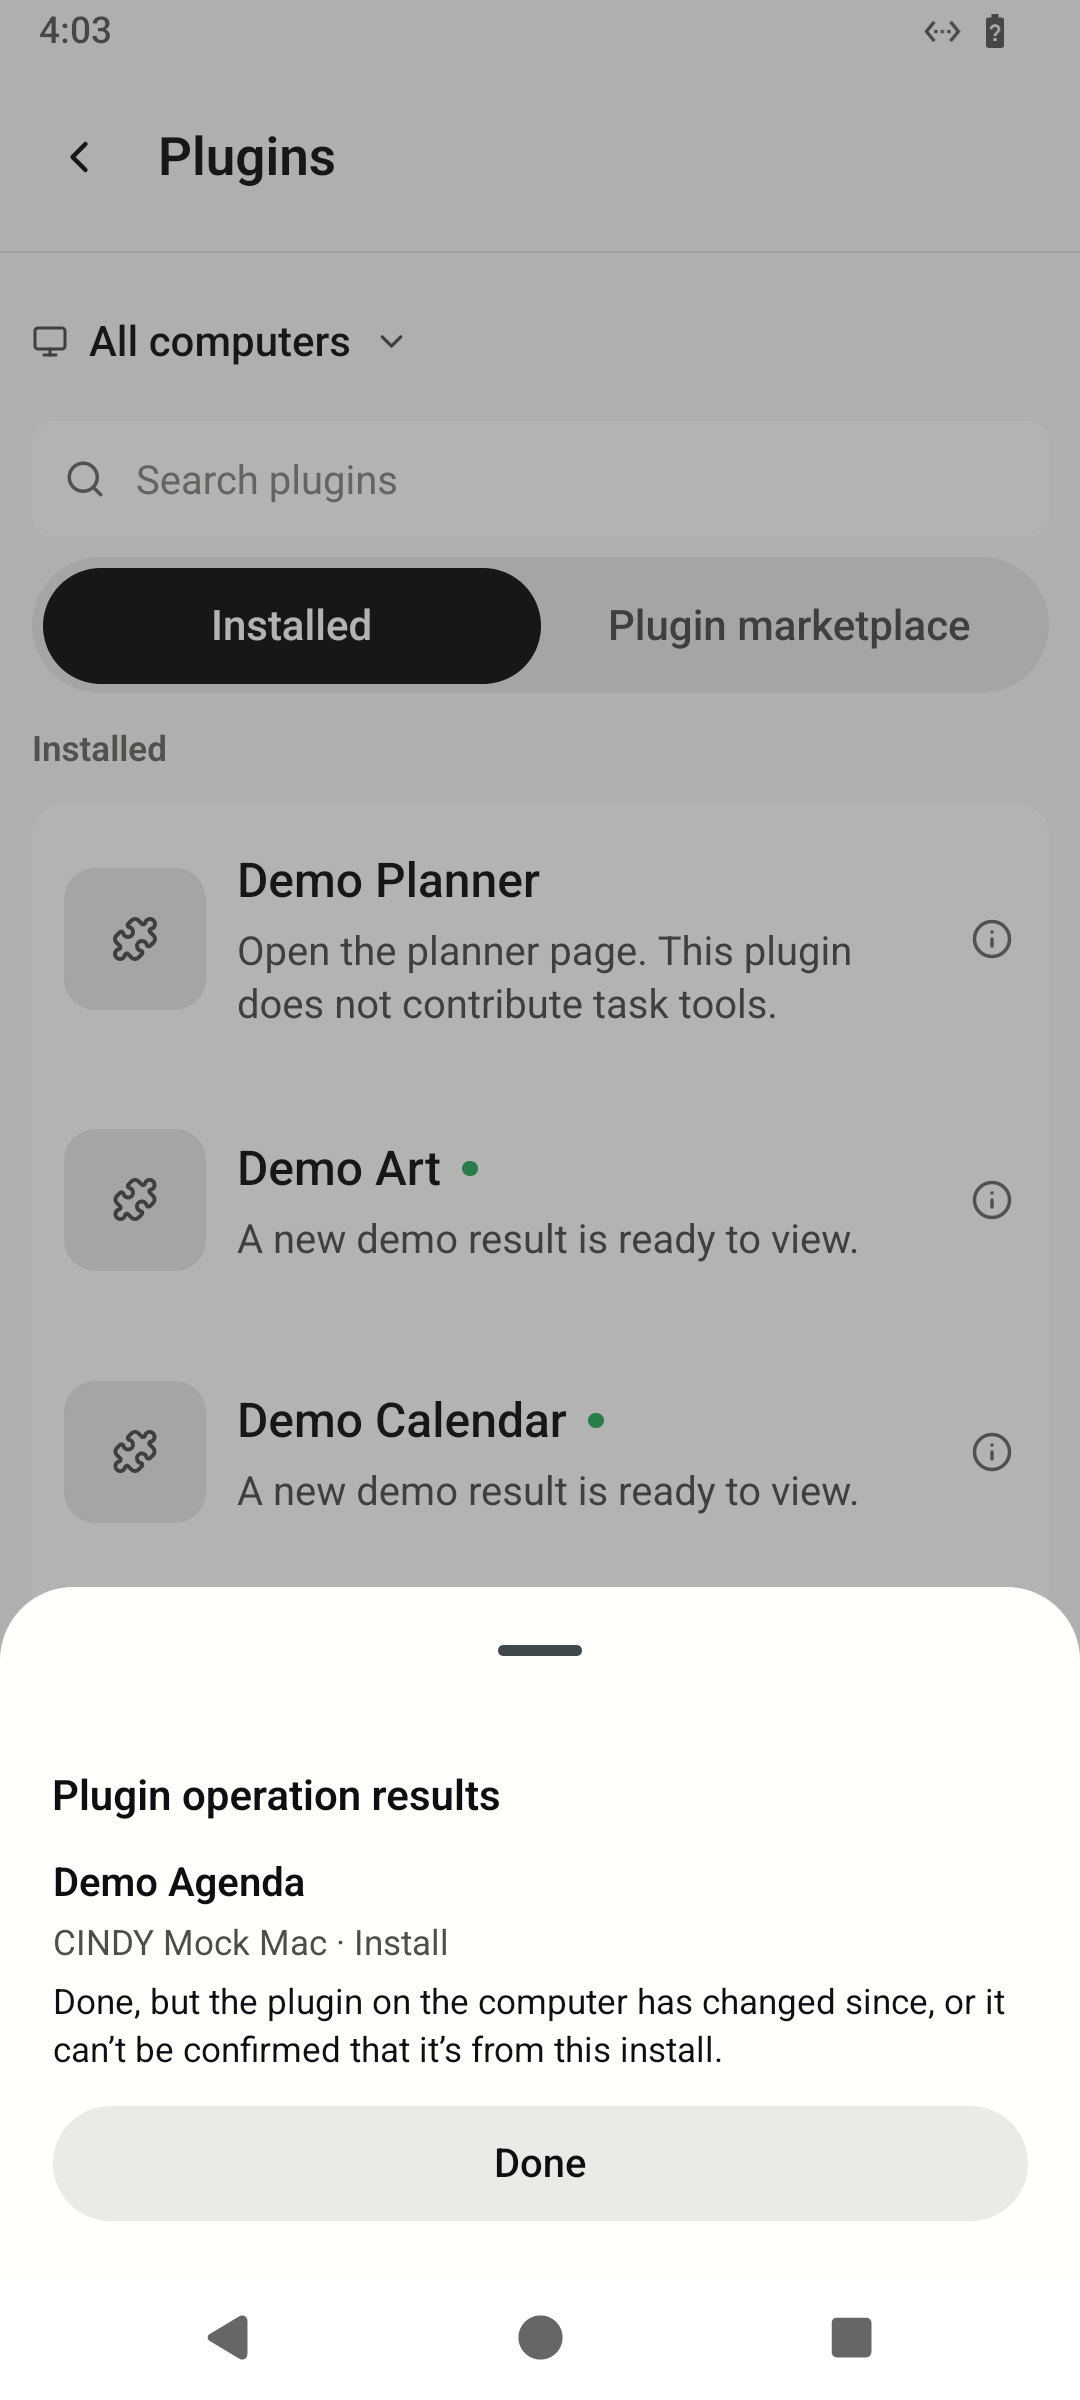 4:03
Plugins
All computers
Search plugins
Installed
Plugin marketplace
Installed
Demo Planner
Open the planner page. This plugin
does not contribute task tools.
Demo Art
A new demo result is ready to view.
Demo Calendar
A new demo result is ready to view.
Plugin operation results
Demo Agenda
CINDY Mock Mac · Install
Done, but the plugin on the computer has changed since, or it
can’t be confirmed that it’s from this install.
Done